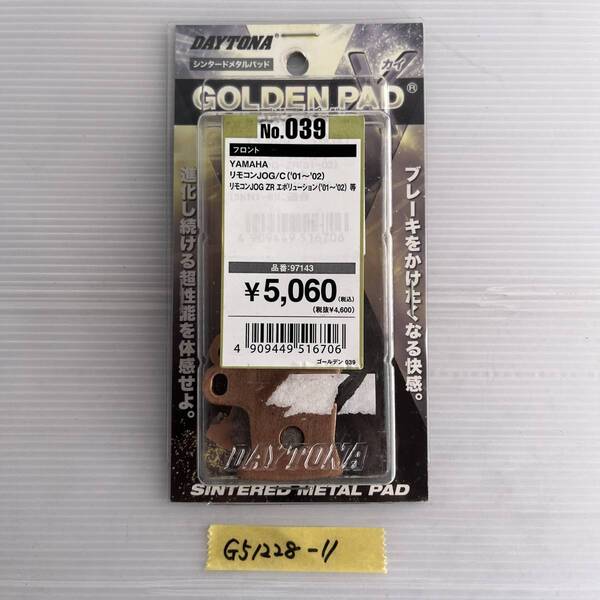 DAYTONA®
シンタードメタルパッド
カイ
GOLDEN PAD®
No.039
フロント
YAMAHA
リモコンJOG/C('01〜'02)
リモコンJOG ZR エボリューション('01〜'02) 等
4 909449 516706
品番:97143
¥5,060(税込)
(税抜¥4,600)
4 909449 516706
ゴールデン 039
進化し続ける超性能を体感せよ。
ブレーキをかけたくなる快感。
DAYTONA
SINTERED METAL PAD
G51228-11